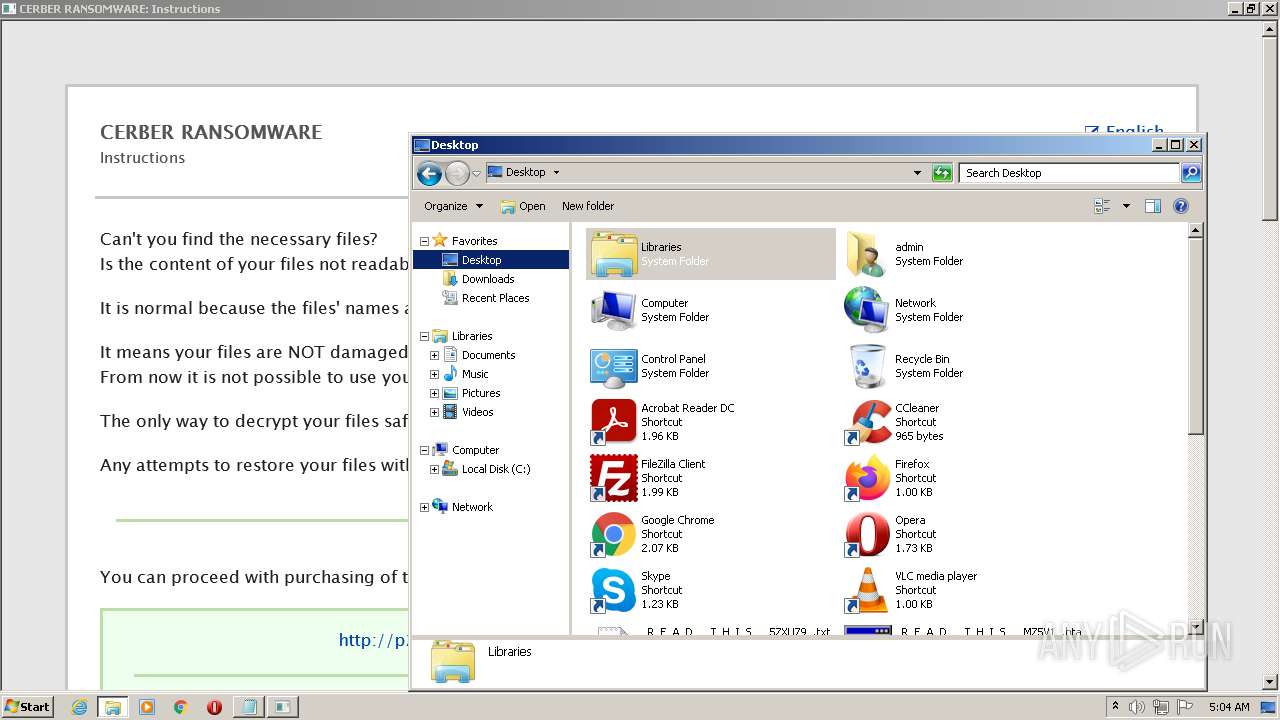 CERBER RANSOMWARE: Instructions
CERBER RANSOMWARE
Instructions
English
Can't you find the necessary files?
Is the content of your files not readab
It is normal because the files' names a
It means your files are NOT damaged
From now it is not possible to use you
The only way to decrypt your files saf
Any attempts to restore your files with
You can proceed with purchasing of t
http://p
Desktop
Desktop
Search Desktop
Organize
Open
New folder
Favorites
Desktop
Downloads
Recent Places
Libraries
Documents
Music
Pictures
Videos
Computer
Local Disk (C:)
Network
Libraries
System Folder
admin
System Folder
Computer
System Folder
Network
System Folder
Control Panel
System Folder
Recycle Bin
System Folder
Acrobat Reader DC
Shortcut
1.96 KB
CCleaner
Shortcut
965 bytes
FileZilla Client
Shortcut
1.99 KB
Firefox
Shortcut
1.00 KB
Google Chrome
Shortcut
2.07 KB
Opera
Shortcut
1.73 KB
Skype
Shortcut
1.23 KB
VLC media player
Shortcut
1.00 KB
Libraries
ANY RUN
Start
5:04 AM